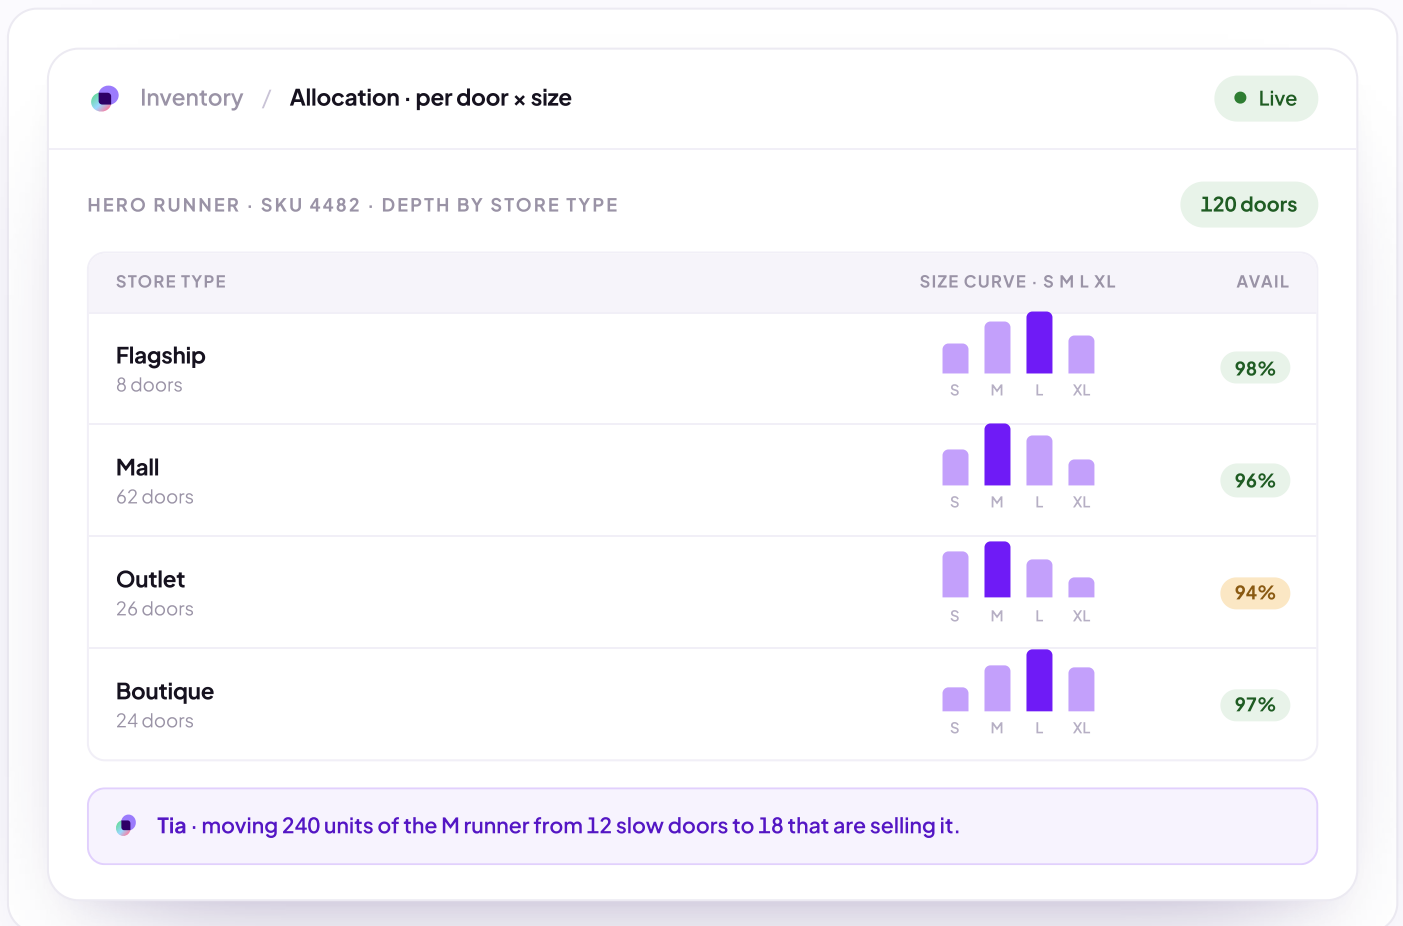 Inventory / Allocation · per door × size
Live
HERO RUNNER · SKU 4482 · DEPTH BY STORE TYPE
120 doors
STORE TYPE SIZE CURVE · S M L XL AVAIL
Flagship
8 doors
S M L XL
98%
Mall
62 doors
S M L XL
96%
Outlet
26 doors
S M L XL
94%
Boutique
24 doors
S M L XL
97%
Tia · moving 240 units of the M runner from 12 slow doors to 18 that are selling it.